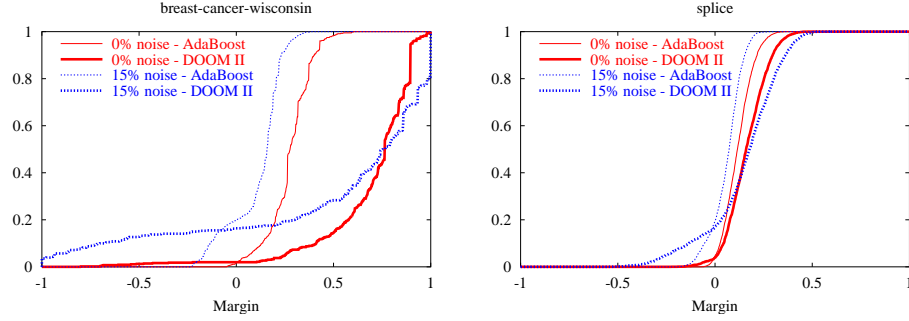 breast-cancer-wisconsin
1
0.8
0.6
0.4
0.2
0
0% noise - AdaBoost
0% noise - DOOM II
15% noise - AdaBoost
15% noise - DOOM II
-1
-0.5
0
0.5
1
Margin
splice
1
0.8
0.6
0.4
0.2
0
0% noise - AdaBoost
0% noise - DOOM II
15% noise - AdaBoost
15% noise - DOOM II
-1
-0.5
0
0.5
1
Margin